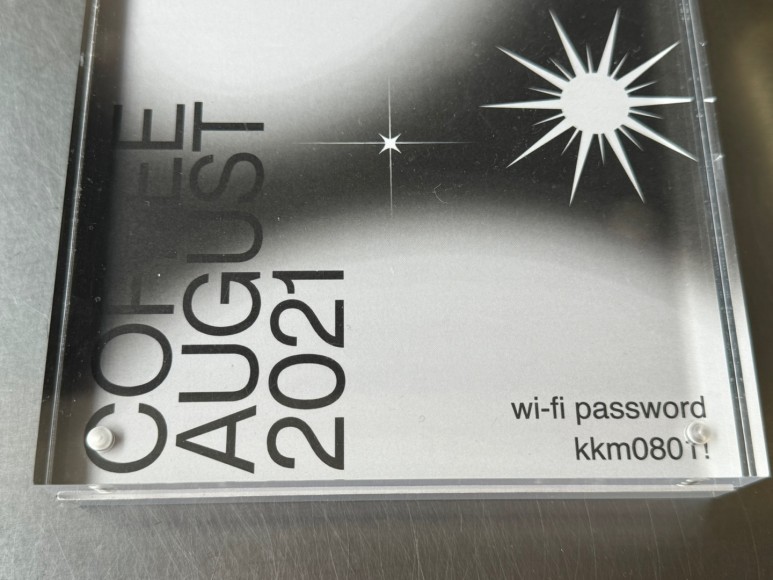 COFFEE
AUGUST
2021
wi-fi password
kkm0801!